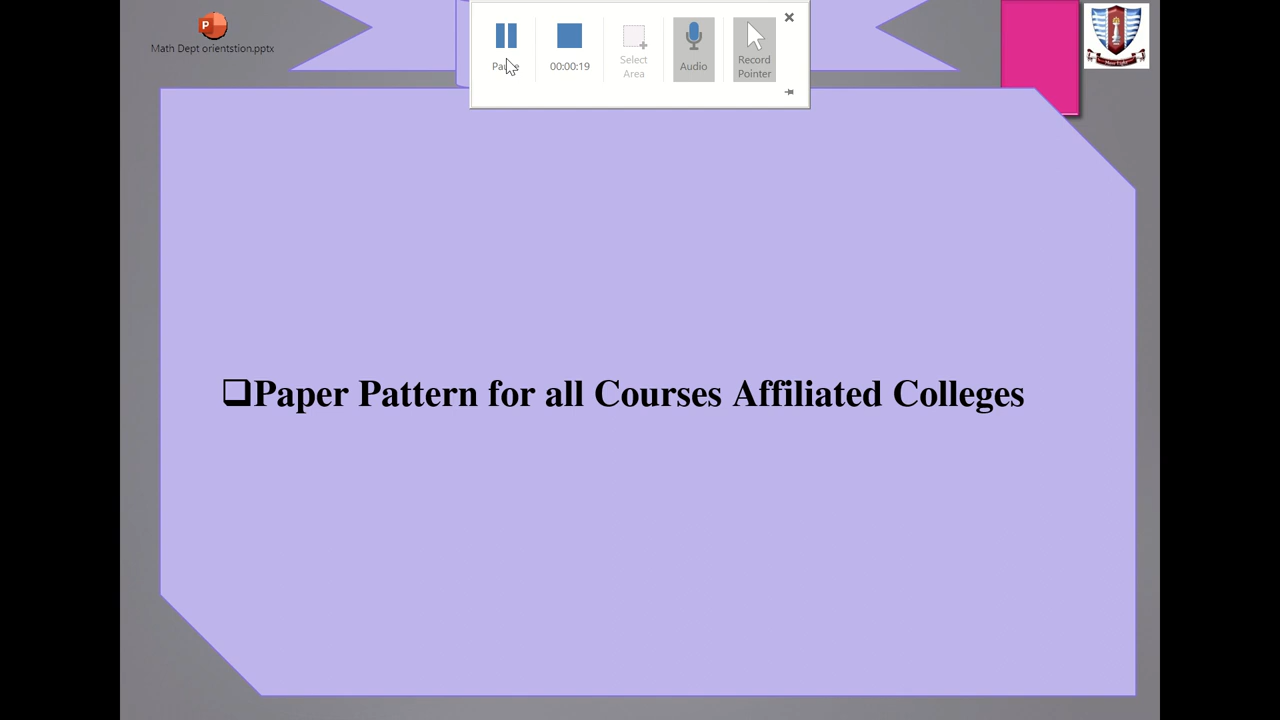 Math Dept orientstion.pptx
00:00:19
Select
Area
Audio
Record
Pointer
❑Paper Pattern for all Courses Affiliated Colleges